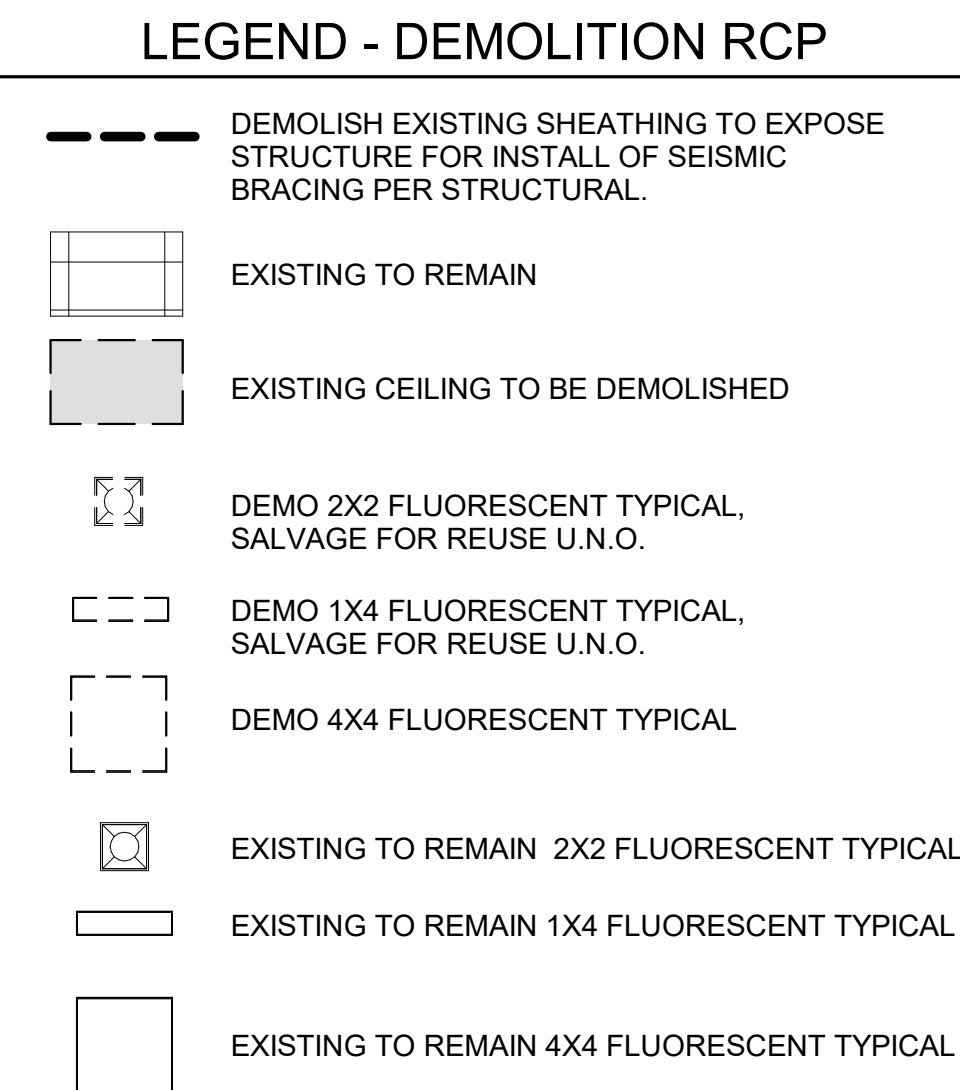 LEGEND - DEMOLITION RCP
DEMOLISH EXISTING SHEATHING TO EXPOSE
STRUCTURE FOR INSTALL OF SEISMIC
BRACING PER STRUCTURAL.
EXISTING TO REMAIN
EXISTING CEILING TO BE DEMOLISHED
DEMO 2X2 FLUORESCENT TYPICAL,
SALVAGE FOR REUSE U.N.O.
DEMO 1X4 FLUORESCENT TYPICAL,
SALVAGE FOR REUSE U.N.O.
DEMO 4X4 FLUORESCENT TYPICAL
EXISTING TO REMAIN  2X2 FLUORESCENT TYPICAL
EXISTING TO REMAIN 1X4 FLUORESCENT TYPICAL
EXISTING TO REMAIN 4X4 FLUORESCENT TYPICAL